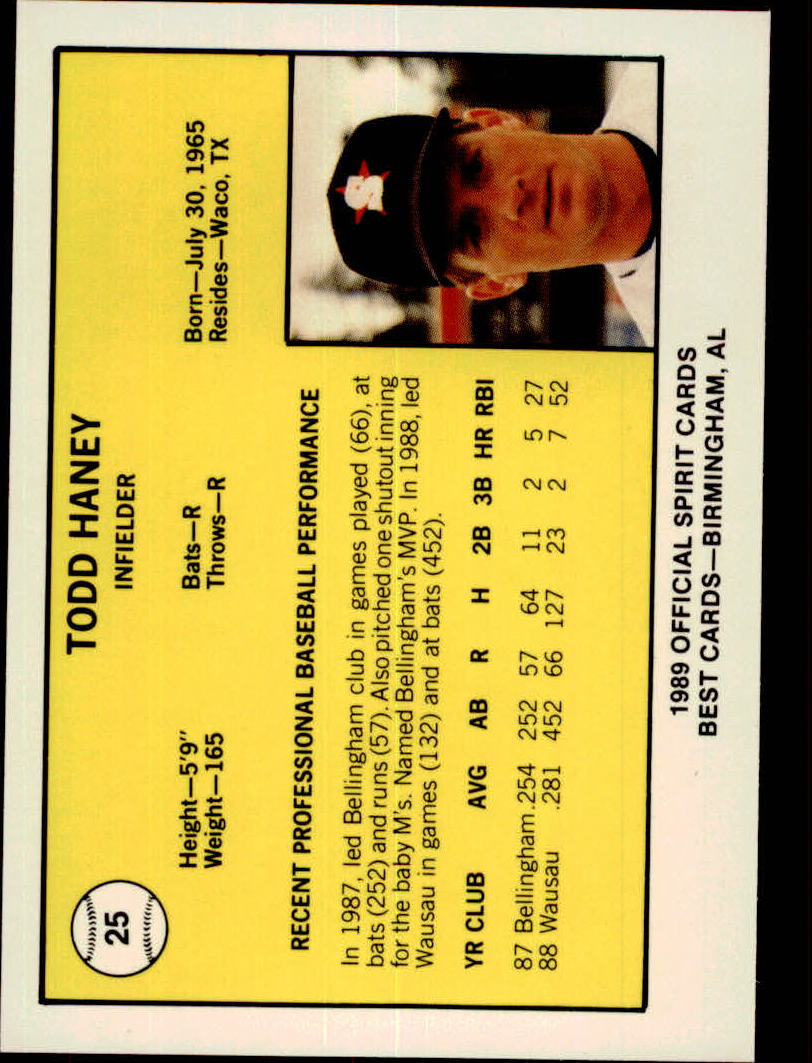 25
TODD HANEY
INFIELDER
Height—5'9" Bats—R Born—July 30, 1965
Weight—165 Throws—R Resides—Waco, TX
RECENT PROFESSIONAL BASEBALL PERFORMANCE
In 1987, led Bellingham club in games played (66), at
bats (252) and runs (57). Also pitched one shutout inning
for the baby M's. Named Bellingham's MVP. In 1988, led
Wausau in games (132) and at bats (452).
YR CLUB AVG AB R H 2B 3B HR RBI
87 Bellingham .254 252 57 64 11 2 5 27
88 Wausau .281 452 66 127 23 2 7 52
S
1989 OFFICIAL SPIRIT CARDS
BEST CARDS—BIRMINGHAM, AL